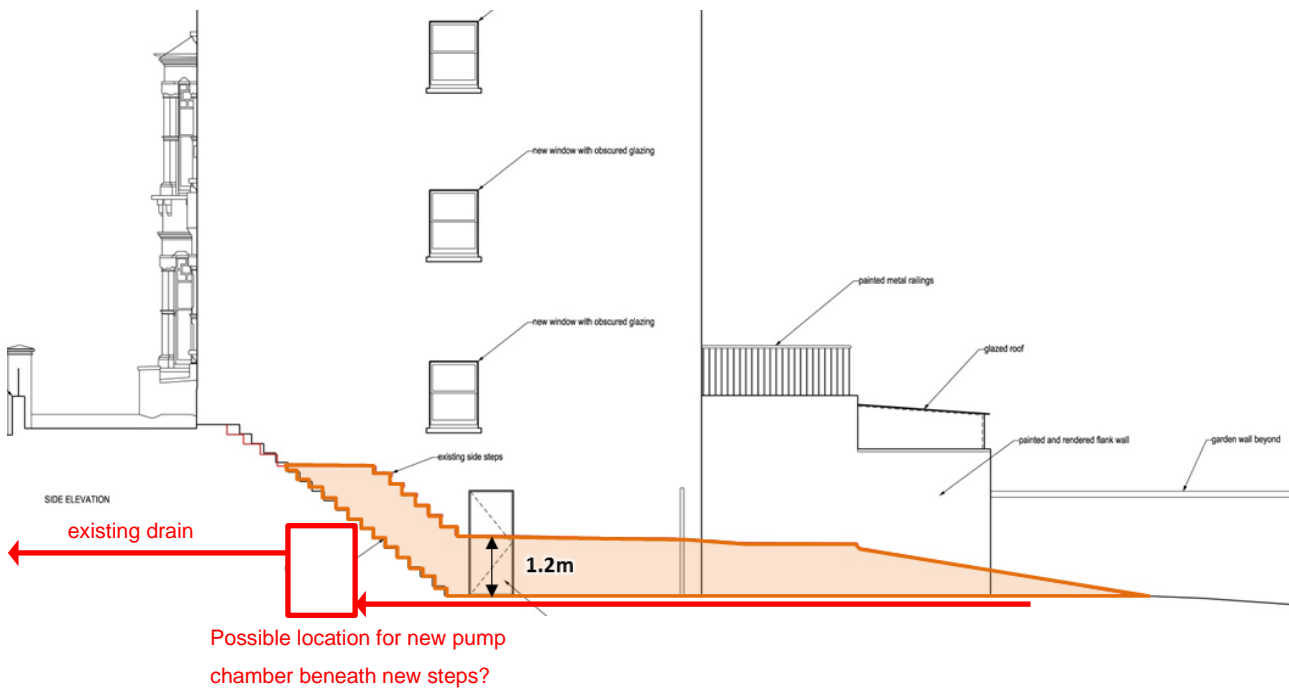 new window with obscured glazing
painted metal railings
new window with obscured glazing
glazed roof
painted and rendered flank wall
existing side steps
garden wall beyond
SIDE ELEVATION
existing drain
1.2m
Possible location for new pump
chamber beneath new steps?